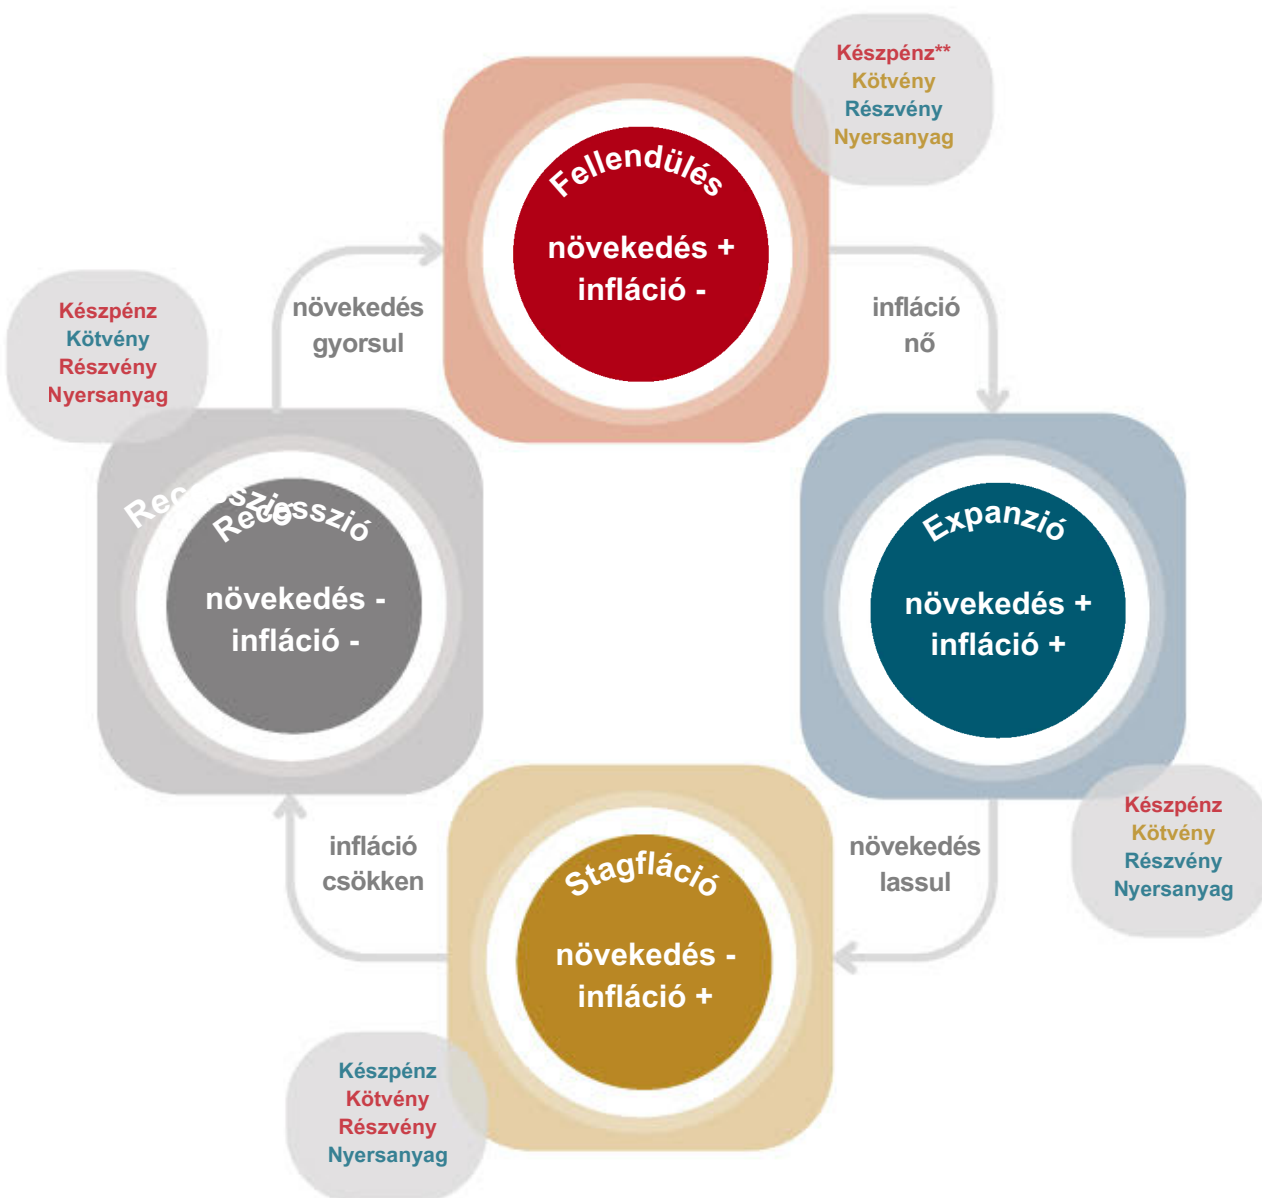 Készpénz**
Kötvény
Részvény
Nyersanyag
Fellendülés
növekedés +
infláció -
növekedés
gyorsul
infláció
nő
Készpénz
Kötvény
Részvény
Nyersanyag
Recesszió
növekedés -
infláció -
Expanzió
növekedés +
infláció +
infláció
csökken
növekedés
lassul
Készpénz
Kötvény
Részvény
Nyersanyag
Stagfláció
növekedés -
infláció +
Készpénz
Kötvény
Részvény
Nyersanyag